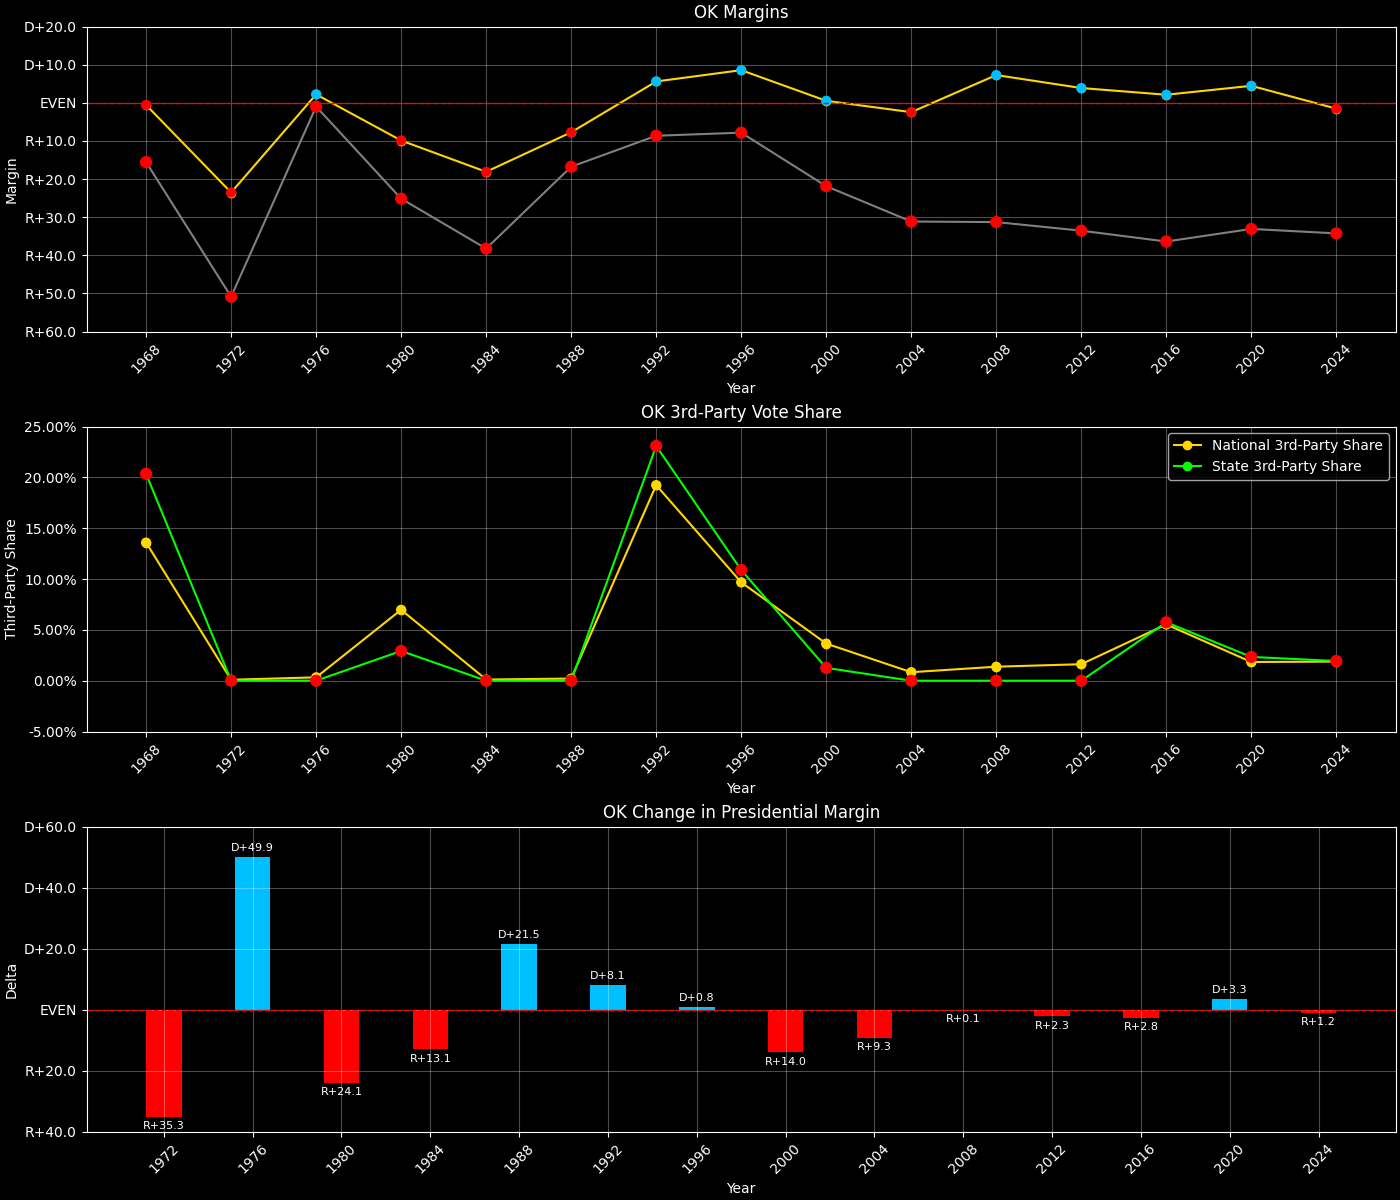 OK Margins
D+20.0
D+10.0
EVEN
R+10.0
R+20.0
R+30.0
R+40.0
R+50.0
R+60.0
Margin
1968 1972 1976 1980 1984 1988 1992 1996 2000 2004 2008 2012 2016 2020 2024
Year
OK 3rd-Party Vote Share
25.00%
20.00%
15.00%
10.00%
5.00%
0.00%
-5.00%
Third-Party Share
National 3rd-Party Share
State 3rd-Party Share
1968 1972 1976 1980 1984 1988 1992 1996 2000 2004 2008 2012 2016 2020 2024
Year
OK Change in Presidential Margin
D+60.0
D+40.0
D+20.0
EVEN
R+20.0
R+40.0
Delta
R+35.3
D+49.9
R+24.1
R+13.1
D+21.5
D+8.1
D+0.8
R+14.0
R+9.3
R+0.1
R+2.3
R+2.8
D+3.3
R+1.2
1972 1976 1980 1984 1988 1992 1996 2000 2004 2008 2012 2016 2020 2024
Year